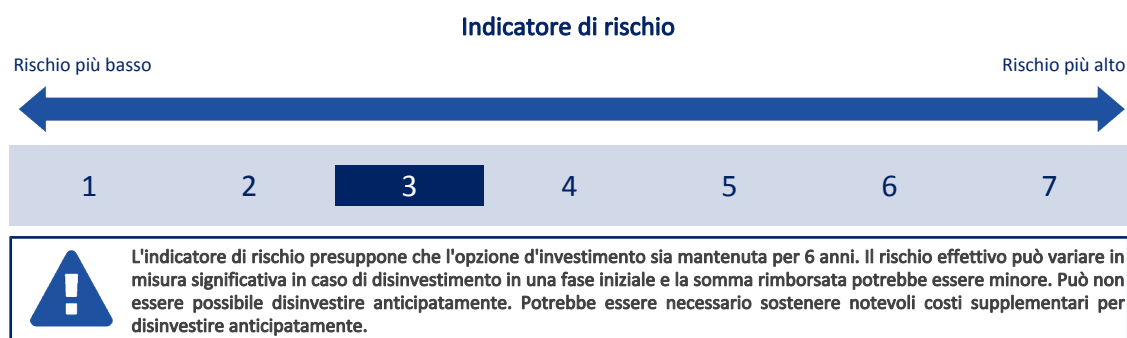 Indicatore di rischio
Rischio più basso
Rischio più alto
1 2 3 4 5 6 7
L'indicatore di rischio presuppone che l'opzione d'investimento sia mantenuta per 6 anni. Il rischio effettivo può variare in
misura significativa in caso di disinvestimento in una fase iniziale e la somma rimborsata potrebbe essere minore. Può non
essere possibile disinvestire anticipatamente. Potrebbe essere necessario sostenere notevoli costi supplementari per
disinvestire anticipatamente.